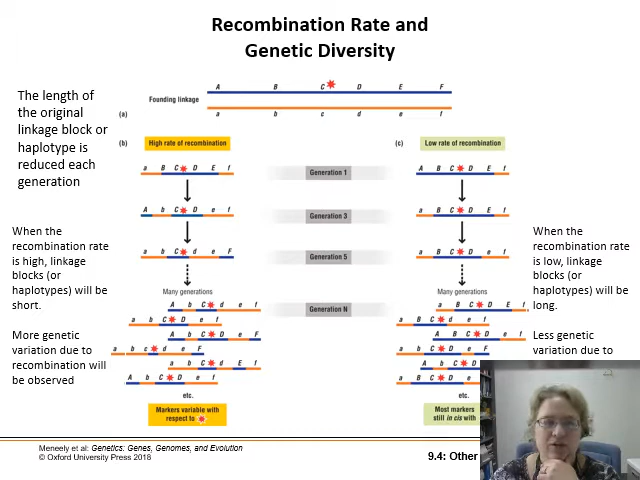 Recombination Rate and
Genetic Diversity
The length of
the original
linkage block or
haplotype is
reduced each
generation
A B C D E F
Founding linkage
(a)
a b c d e f
(b) High rate of recombination
(c) Low rate of recombination
a B C D E f
Generation 1
A B C D E f
A b C D e f
Generation 3
a B C D E f
When the
recombination rate
is high, linkage
blocks (or
haplotypes) will be
short.
a b C d e F
Generation 5
a B C D e f
When the
recombination rate
is low, linkage
blocks (or
haplotypes) will be
long.
Many generations
Many generations
Generation N
A b C d e f
a b C D e f
A b C D e F
a b c d e F
a b C d E f
A b C D e f
etc.
a B C D E f
a B C d e f
A B C D e f
a b C D e F
A b C D E f
a B C D e f
etc.
More genetic
variation due to
recombination will
be observed
Less genetic
variation due to
Markers variable with
respect to
Most markers
still in cis with
Meneely et al: Genetics: Genes, Genomes, and Evolution
© Oxford University Press 2018
9.4: Other